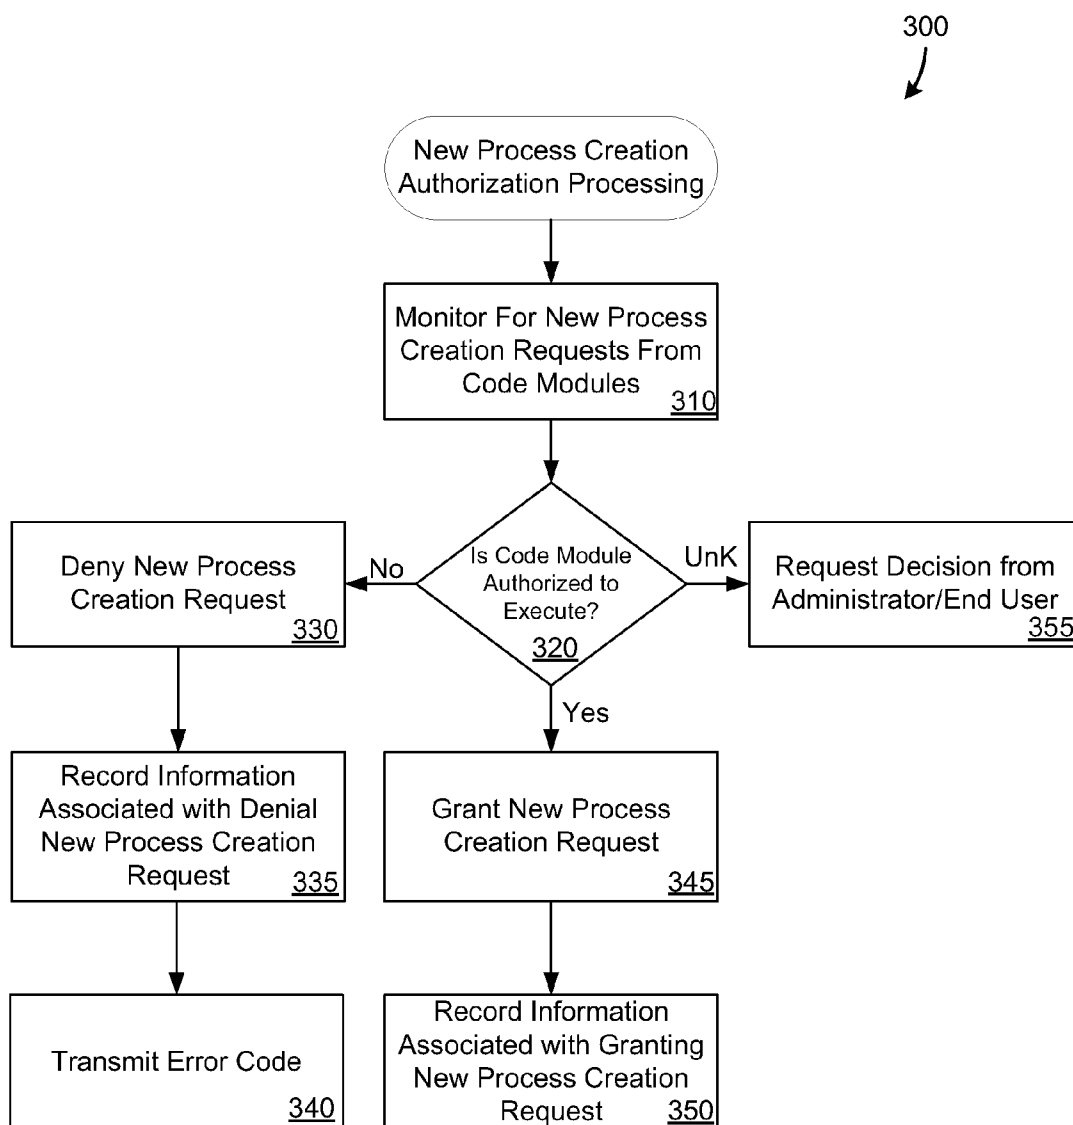 300
New Process Creation
Authorization Processing
Monitor For New Process
Creation Requests From
Code Modules
310
Is Code Module
Authorized to
Execute?
320
No
UnK
Yes
Deny New Process
Creation Request
330
Request Decision from
Administrator/End User
355
Record Information
Associated with Denial
New Process Creation
Request
335
Grant New Process
Creation Request
345
Transmit Error Code
340
Record Information
Associated with Granting
New Process Creation
Request
350